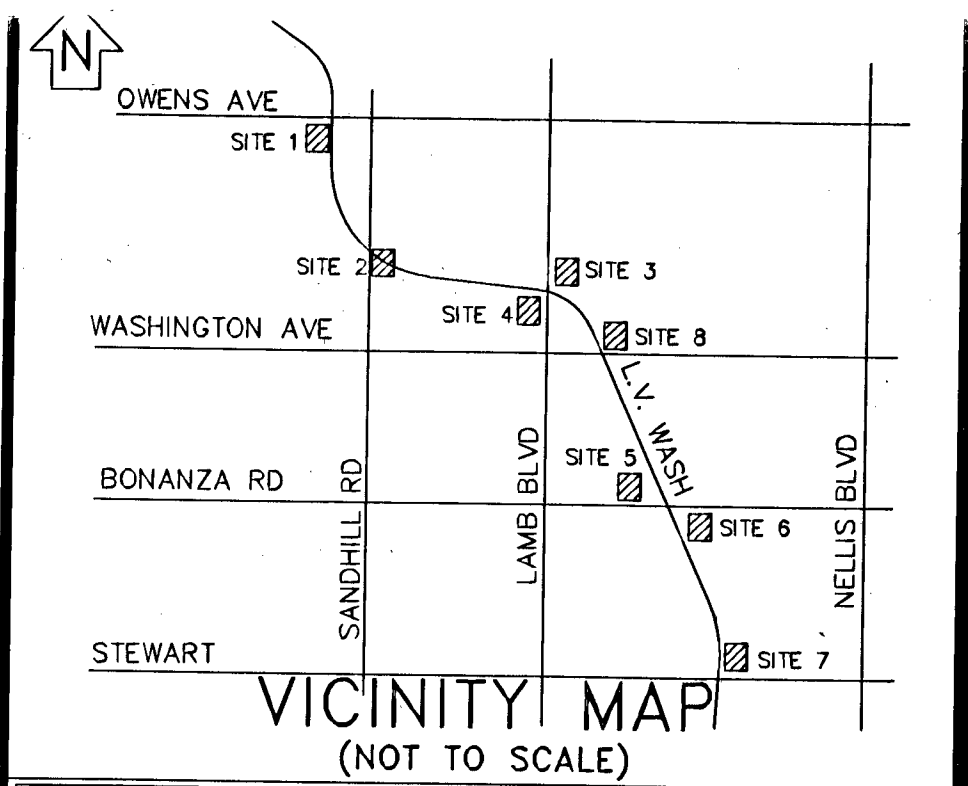 N
OWENS AVE
SITE 1
SITE 2
SITE 3
SITE 4
WASHINGTON AVE
SITE 8
L.V. WASH
SITE 5
BONANZA RD
SANDHILL RD
LAMB BLVD
SITE 6
NELLIS BLVD
STEWART
SITE 7
VICINITY MAP
(NOT TO SCALE)